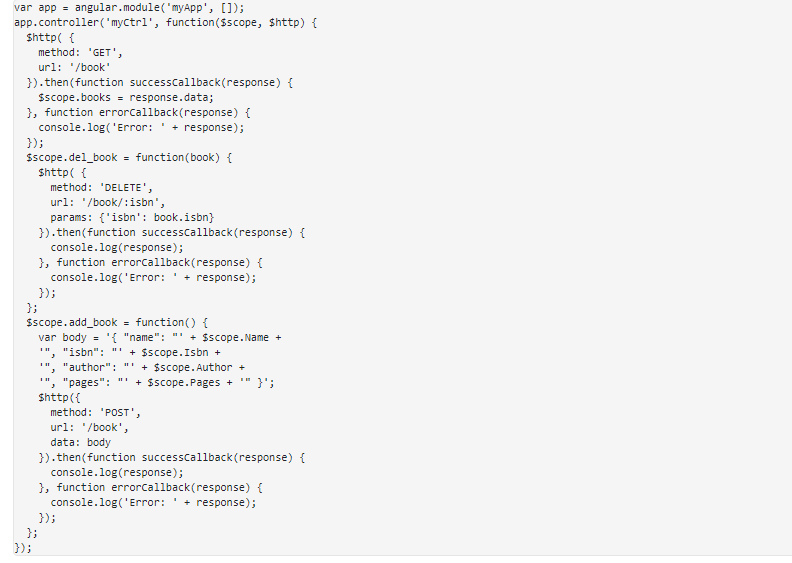 var app = angular.module('myApp', []);
app.controller('myCtrl', function($scope, $http) {
  $http( {
    method: 'GET',
    url: '/book'
  }).then(function successCallback(response) {
    $scope.books = response.data;
  }, function errorCallback(response) {
    console.log('Error: ' + response);
  });
  $scope.del_book = function(book) {
    $http( {
      method: 'DELETE',
      url: '/book/:isbn',
      params: {'isbn': book.isbn}
    }).then(function successCallback(response) {
      console.log(response);
    }, function errorCallback(response) {
      console.log('Error: ' + response);
    });
  };
  $scope.add_book = function() {
    var body = '{ "name": "' + $scope.Name +
    '", "isbn": "' + $scope.Isbn +
    '", "author": "' + $scope.Author +
    '", "pages": "' + $scope.Pages + '" }';
    $http({
      method: 'POST',
      url: '/book',
      data: body
    }).then(function successCallback(response) {
      console.log(response);
    }, function errorCallback(response) {
      console.log('Error: ' + response);
    });
  };
});